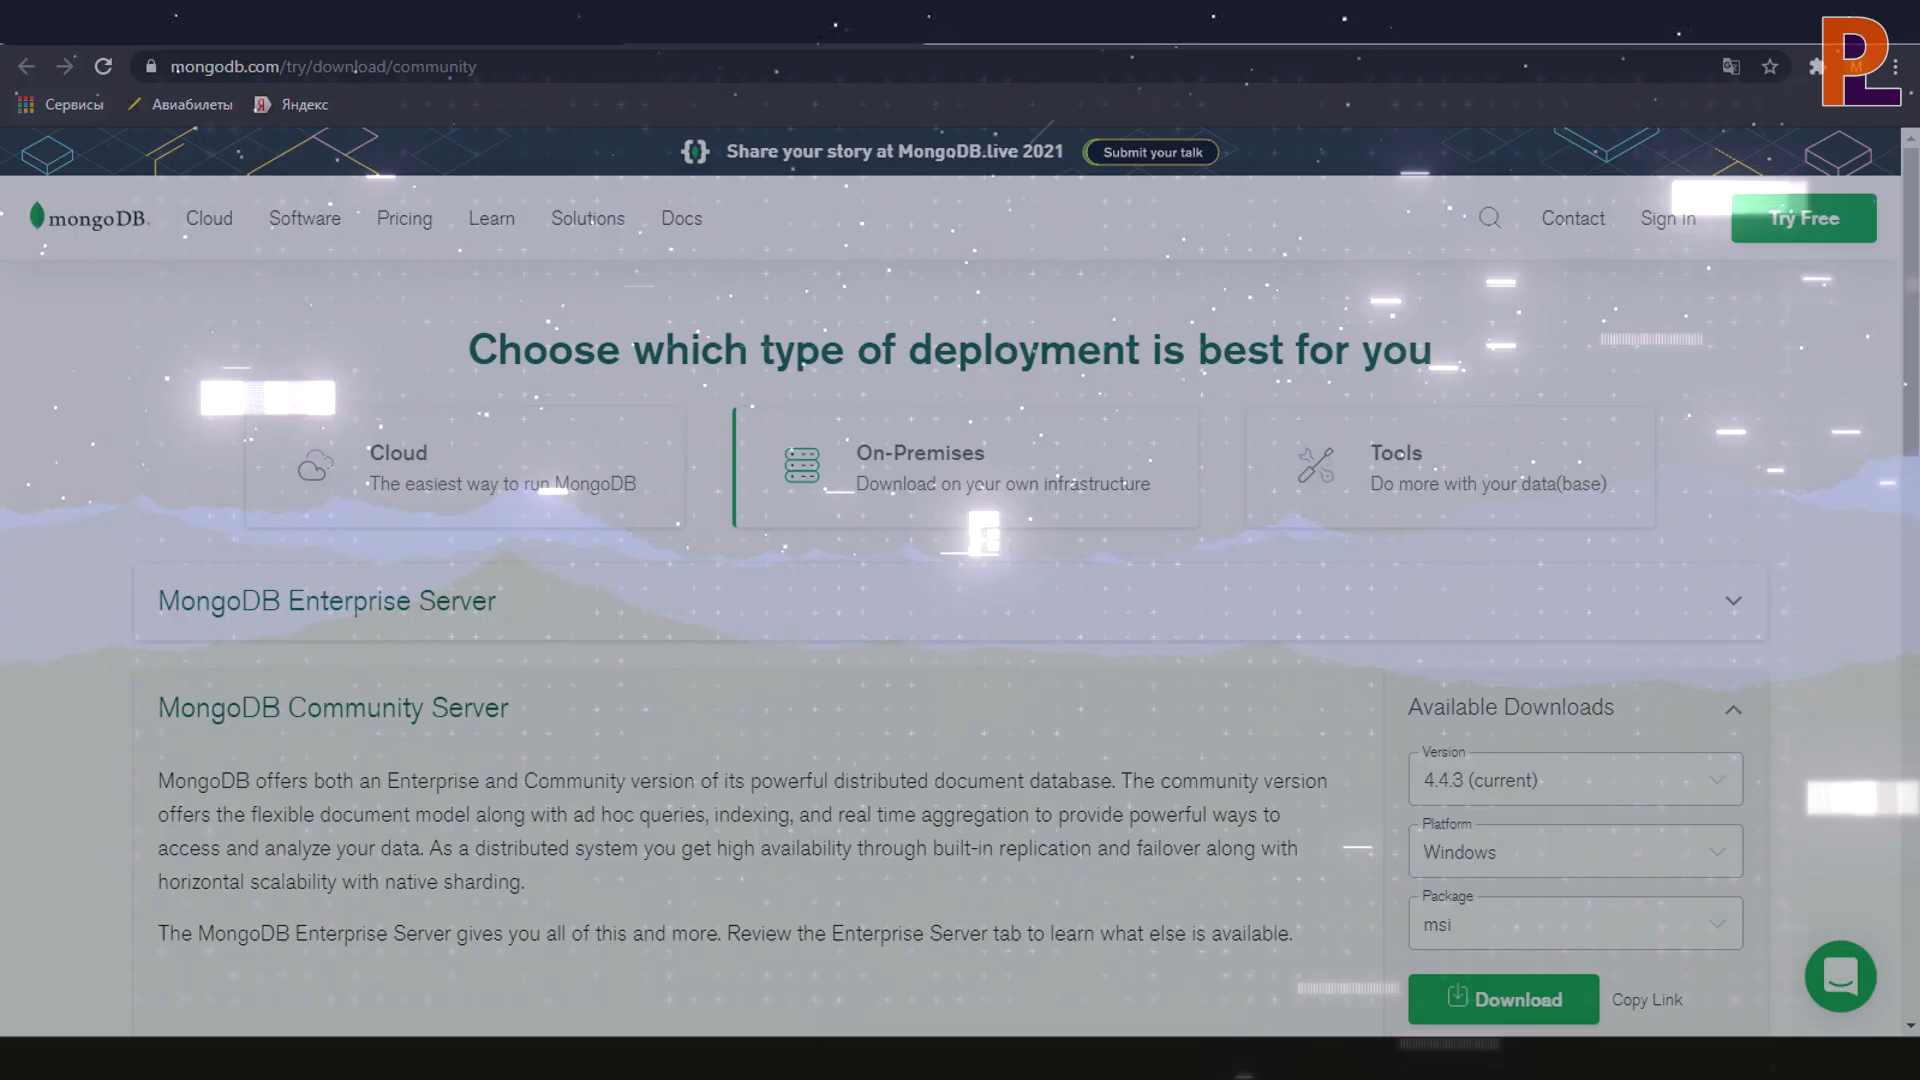 PL
mongodb.com/try/download/community
Сервисы Авиабилеты Яндекс
Share your story at MongoDB.live 2021 Submit your talk
mongoDB. Cloud Software Pricing Learn Solutions Docs Contact Sign In Try Free
Choose which type of deployment is best for you
Cloud
The easiest way to run MongoDB
On-Premises
Download on your own infrastructure
Tools
Do more with your data(base)
MongoDB Enterprise Server
MongoDB Community Server
MongoDB offers both an Enterprise and Community version of its powerful distributed document database. The community version
offers the flexible document model along with ad hoc queries, indexing, and real time aggregation to provide powerful ways to
access and analyze your data. As a distributed system you get high availability through built-in replication and failover along with
horizontal scalability with native sharding.
The MongoDB Enterprise Server gives you all of this and more. Review the Enterprise Server tab to learn what else is available.
Available Downloads
Version
4.4.3 (current)
Platform
Windows
Package
msi
Download Copy Link